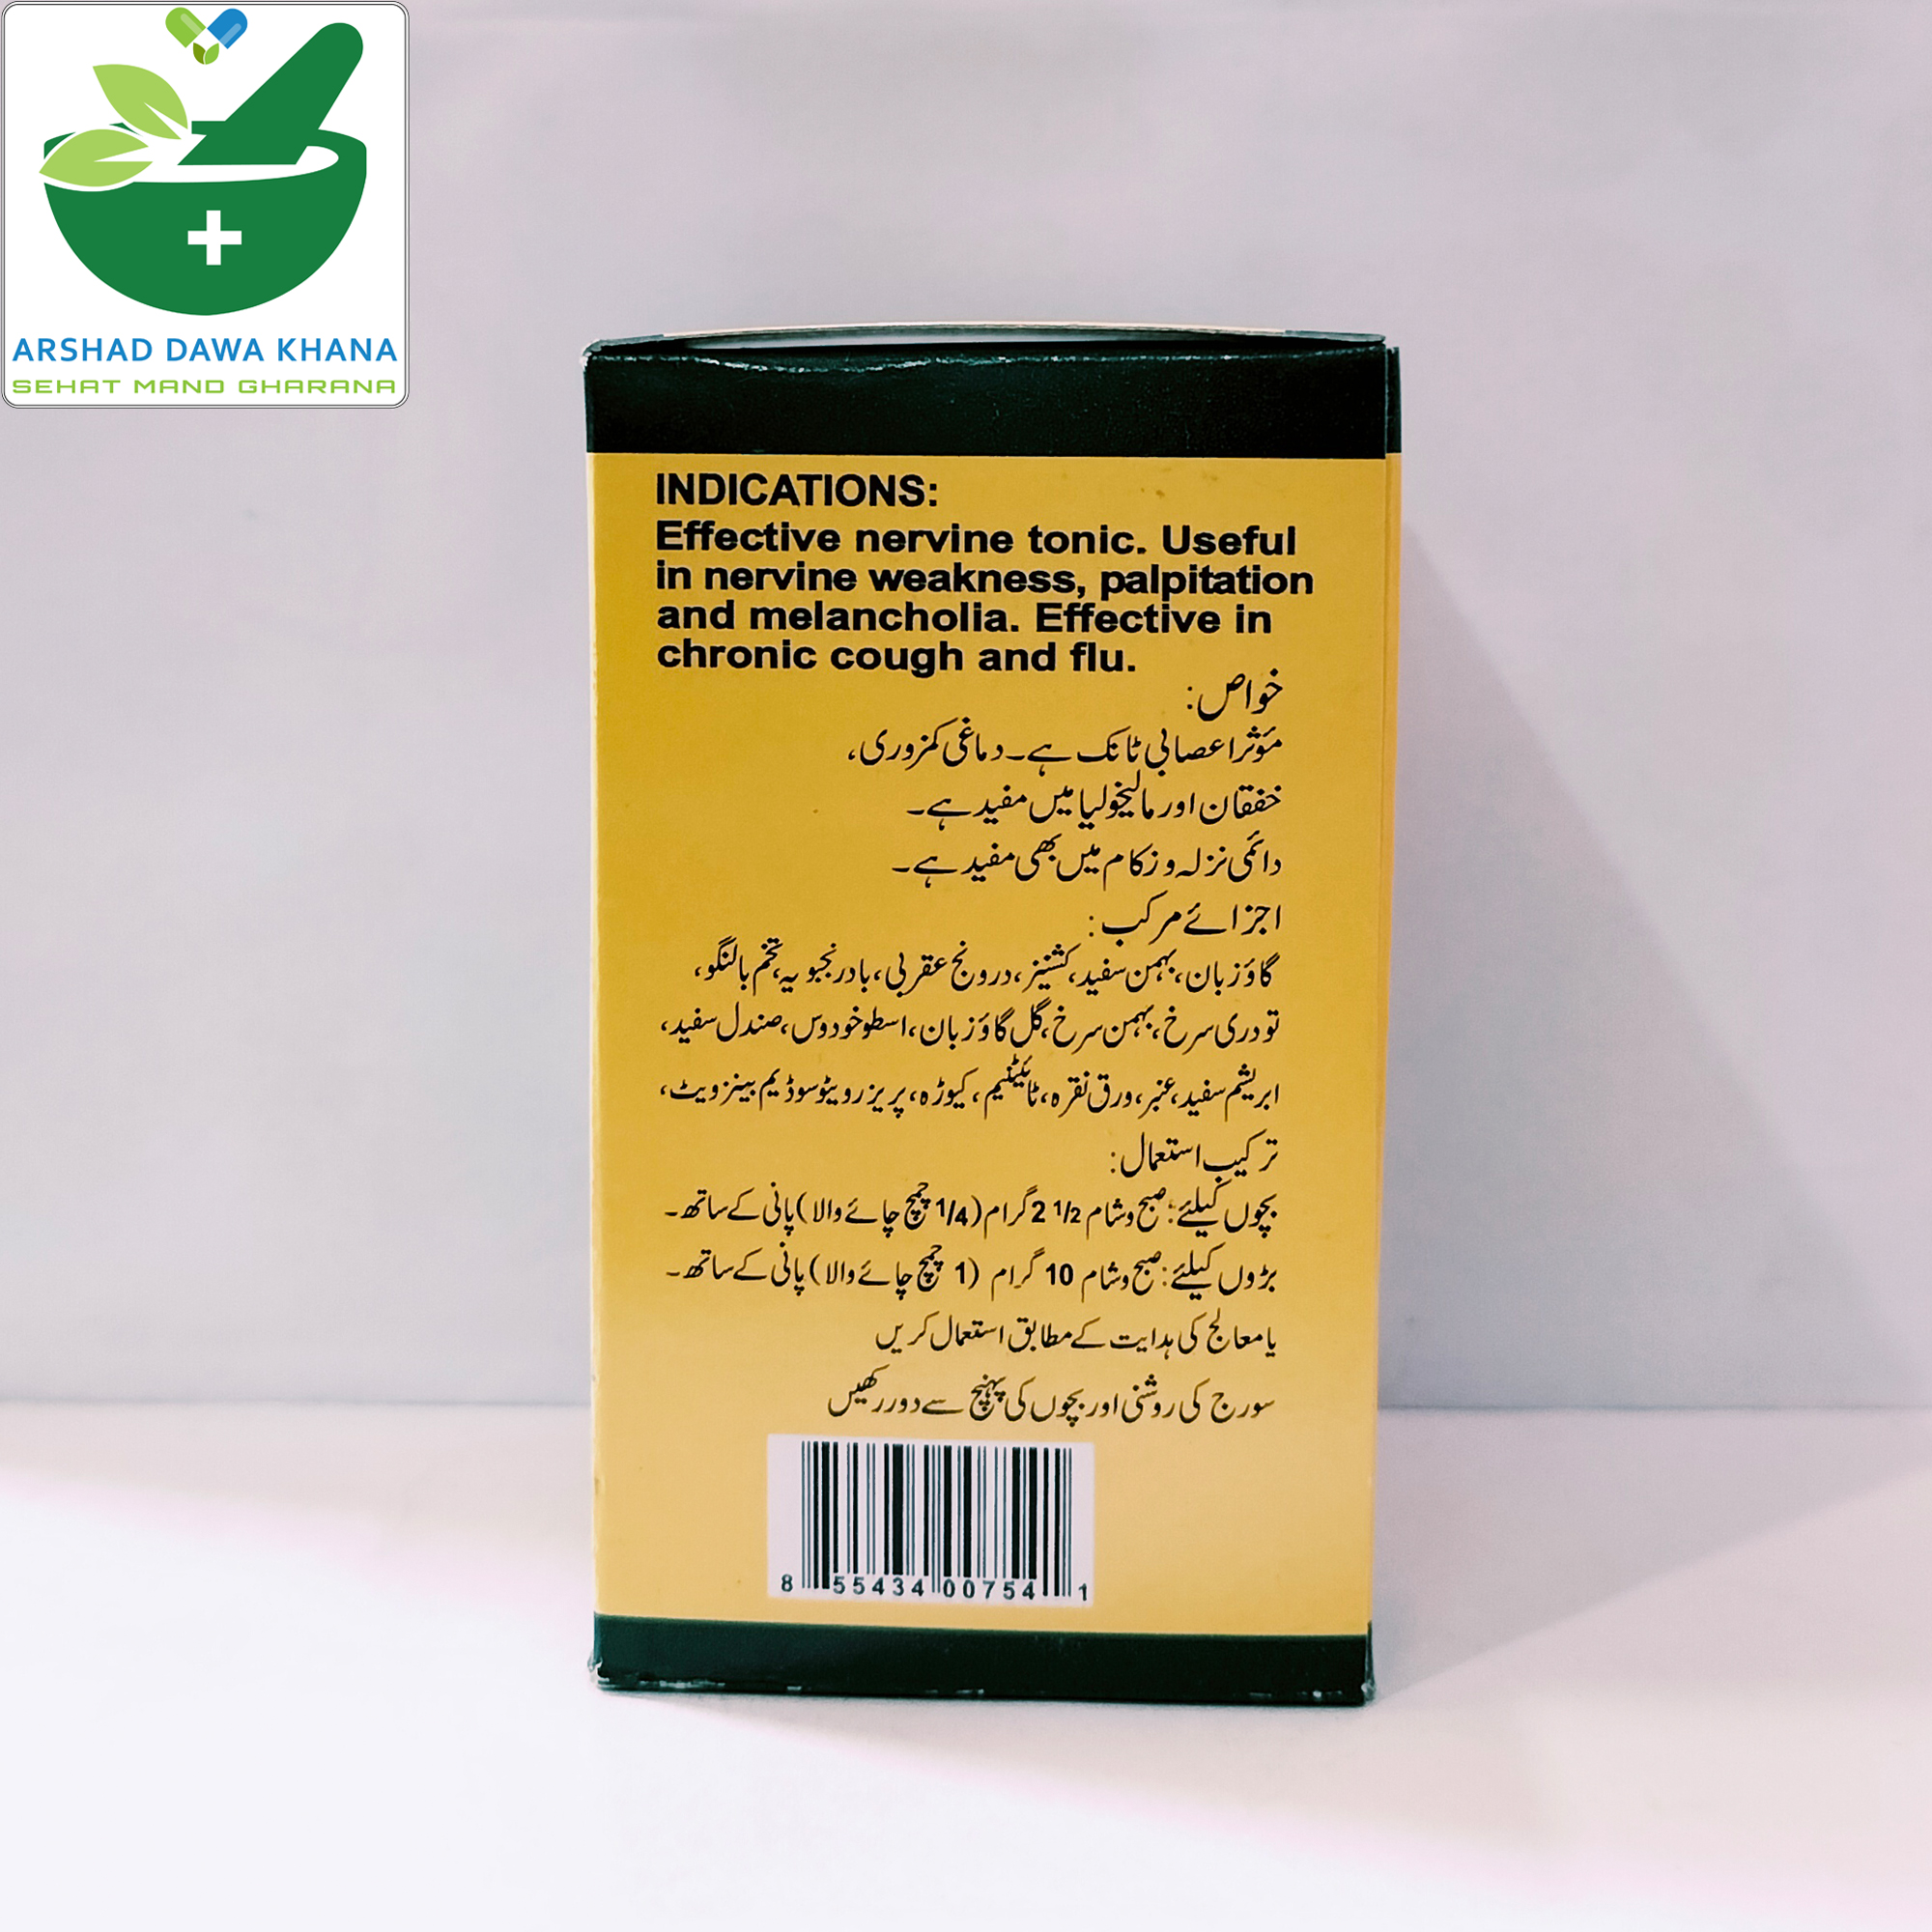 ARSHAD DAWA KHANA
SEHAT MAND GHARANA
INDICATIONS:
Effective nervine tonic. Useful
in nervine weakness, palpitation
and melancholia. Effective in
chronic cough and flu.
خواص:
مؤثر اعصابی ٹانک ہے۔ دماغی کمزوری،
خفقان اور مالیخولیا میں مفید ہے۔
دائمی نزلہ و زکام میں بھی مفید ہے۔
اجزائے مرکب:
گاؤزبان، بہمن سفید، کشنیز، درونج عقربی، بادرنجبویہ، تخم بالنگو،
تودری سرخ، بہمن سرخ، گل گاؤزبان، اسطوخودوس، صندل سفید،
ابریشم سفید، عنبر، ورق نقرہ، ٹائیٹنیم، کیوڑہ، پریزرویٹو سوڈیم بینزویٹ،
ترکیب استعمال:
بچوں کیلئے: صبح و شام 2 1/2 گرام (1/4 چمچ چائے والا) پانی کے ساتھ۔
بڑوں کیلئے: صبح و شام 10 گرام (1 چمچ چائے والا) پانی کے ساتھ۔
یا معالج کی ہدایت کے مطابق استعمال کریں
سورج کی روشنی اور بچوں کی پہنچ سے دور رکھیں
8 55434 00754 1